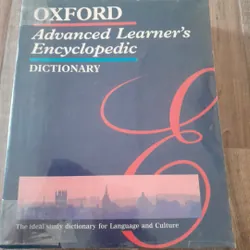 OXFORD
Advanced Learner's
Encyclopedic
DICTIONARY
The ideal study dictionary for Language and Culture